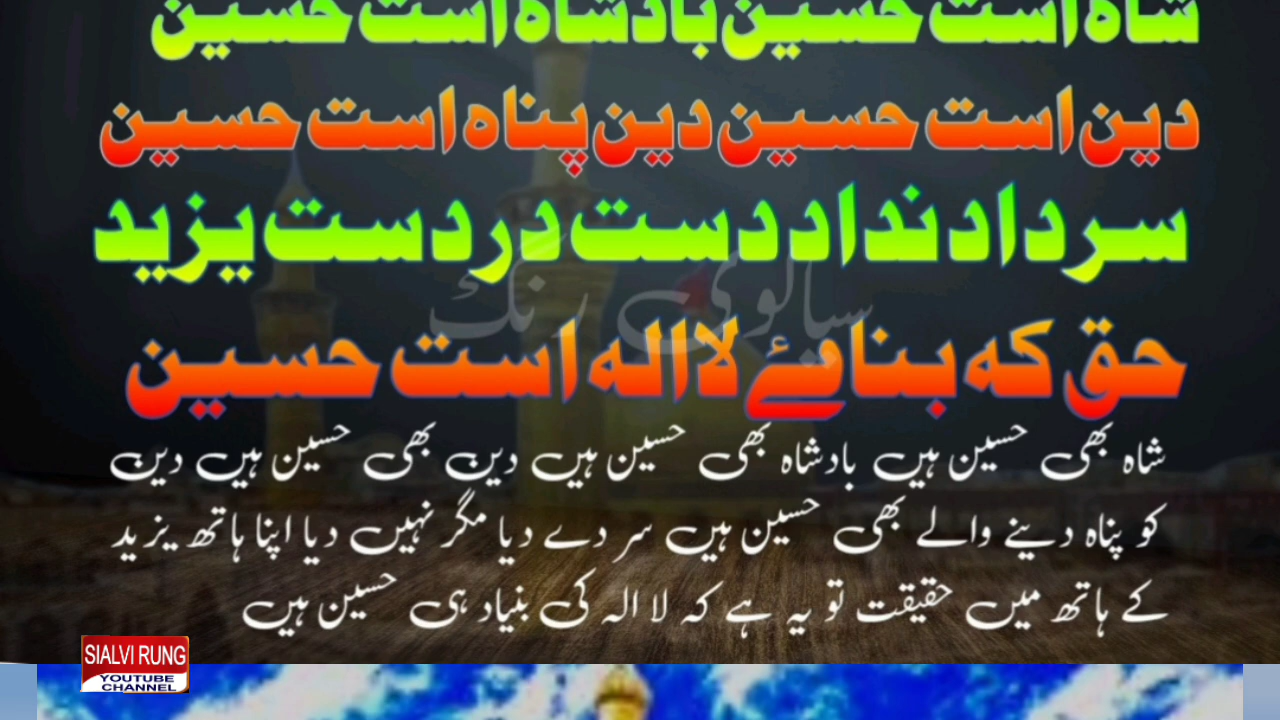 شاہ است حسین بادشاہ است حسین
دین است حسین دین پناہ است حسین
سر داد نداد دست در دست یزید
سیالوی رنگ
حق کہ بنائے لا الہ است حسین
شاہ بھی حسین ہیں بادشاہ بھی حسین ہیں دین بھی حسین ہیں دین
کو پناہ دینے والے بھی حسین ہیں سر دے دیا مگر نہیں دیا اپنا ہاتھ یزید
کے ہاتھ میں حقیقت تو یہ ہے کہ لا الہ کی بنیاد ہی حسین ہیں
SIALVI RUNG
YOUTUBE
CHANNEL